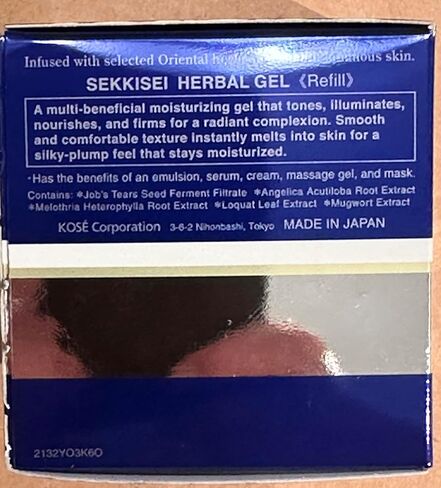 Infused with selected Oriental skin.
SEKKISEI HERBAL GEL 《Refill》
A multi-beneficial moisturizing gel that tones, illuminates,
nourishes, and firms for a radiant complexion. Smooth
and comfortable texture instantly melts into skin for a
silky-plump feel that stays moisturized.
･Has the benefits of an emulsion, serum, cream, massage gel, and mask.
Contains: ＊Job's Tears Seed Ferment Filtrate ＊Angelica Acutiloba Root Extract
＊Melothria Heterophylla Root Extract ＊Loquat Leaf Extract ＊Mugwort Extract
KOSÉ Corporation 3-6-2 Nihonbashi, Tokyo MADE IN JAPAN
2132YO3K6O